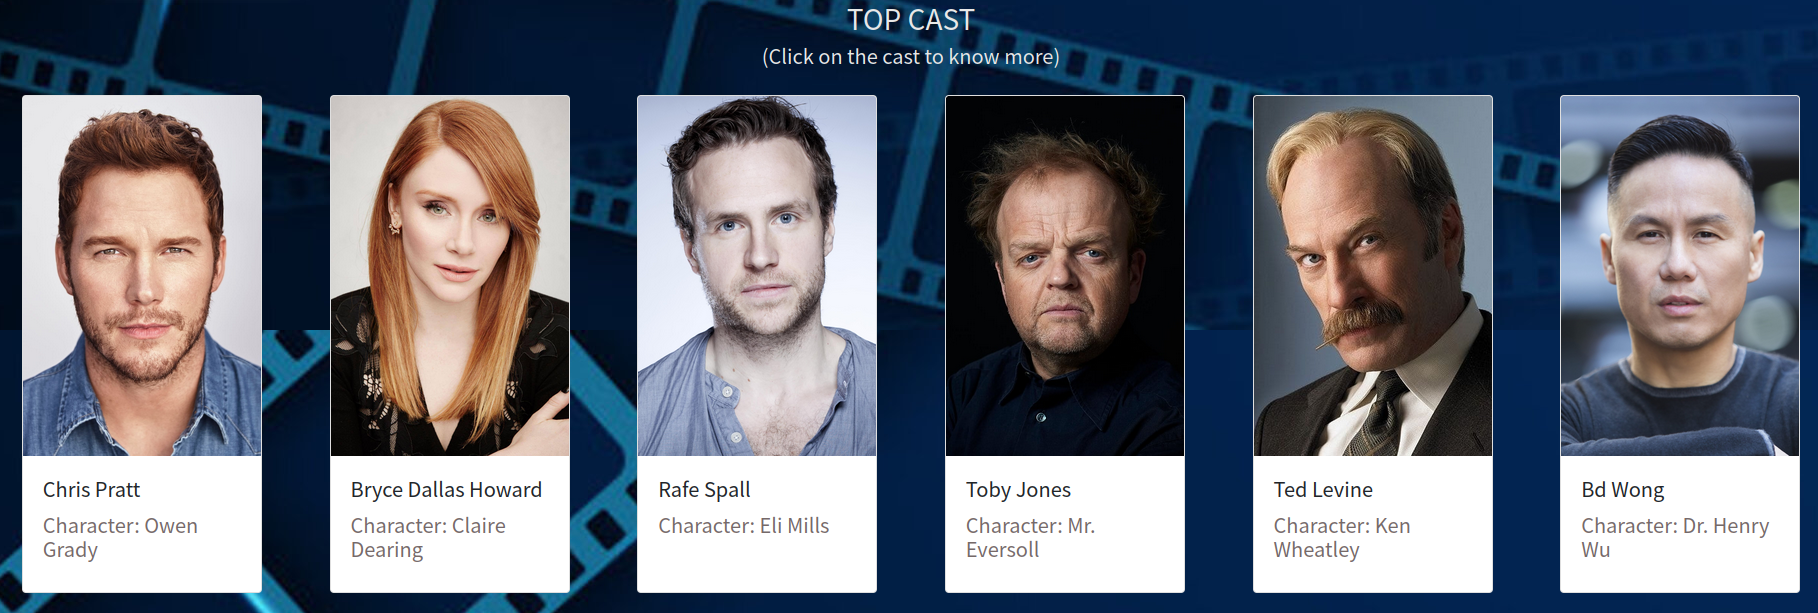 TOP CAST
(Click on the cast to know more)
Chris Pratt
Character: Owen
Grady
Bryce Dallas Howard
Character: Claire
Dearing
Rafe Spall
Character: Eli Mills
Toby Jones
Character: Mr.
Eversoll
Ted Levine
Character: Ken
Wheatley
Bd Wong
Character: Dr. Henry
Wu